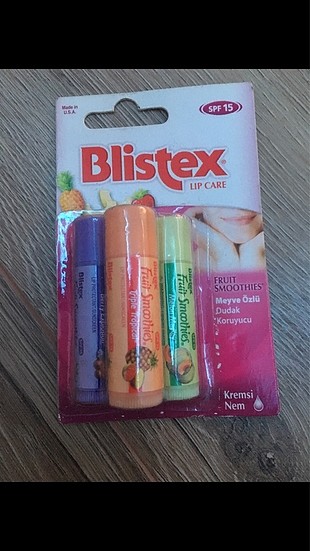 Made in
U.S.A.
SPF 15
Blistex
LIP CARE
FRUIT
SMOOTHIES
Meyve Özlü
Dudak
Koruyucu
Kremsi
Nem
Blistex
Fruit Smoothies
Fruit Smoothies